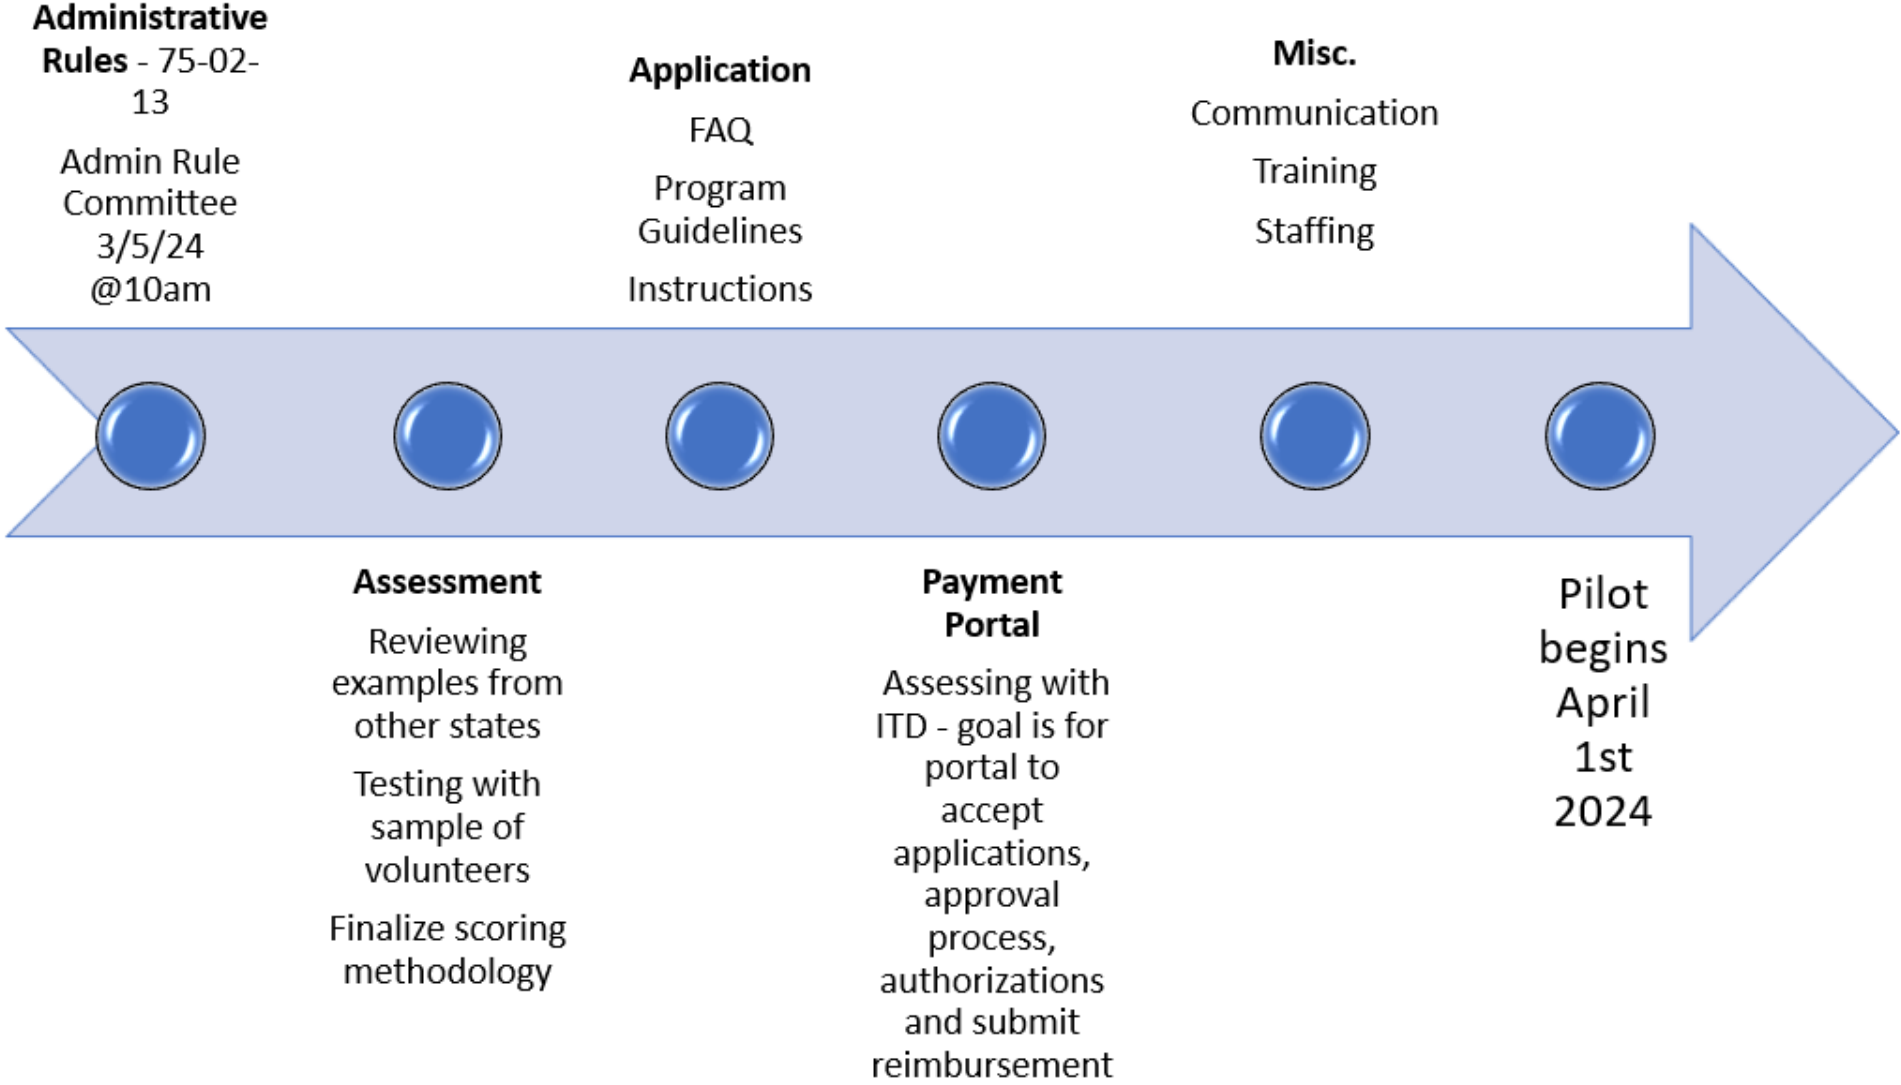 Administrative
Rules - 75-02-
13
Admin Rule
Committee
3/5/24
@10am
Assessment
Reviewing
examples from
other states
Testing with
sample of
volunteers
Finalize scoring
methodology
Application
FAQ
Program
Guidelines
Instructions
Payment
Portal
Assessing with
ITD - goal is for
portal to
accept
applications,
approval
process,
authorizations
and submit
reimbursement
Misc.
Communication
Training
Staffing
Pilot
begins
April
1st
2024